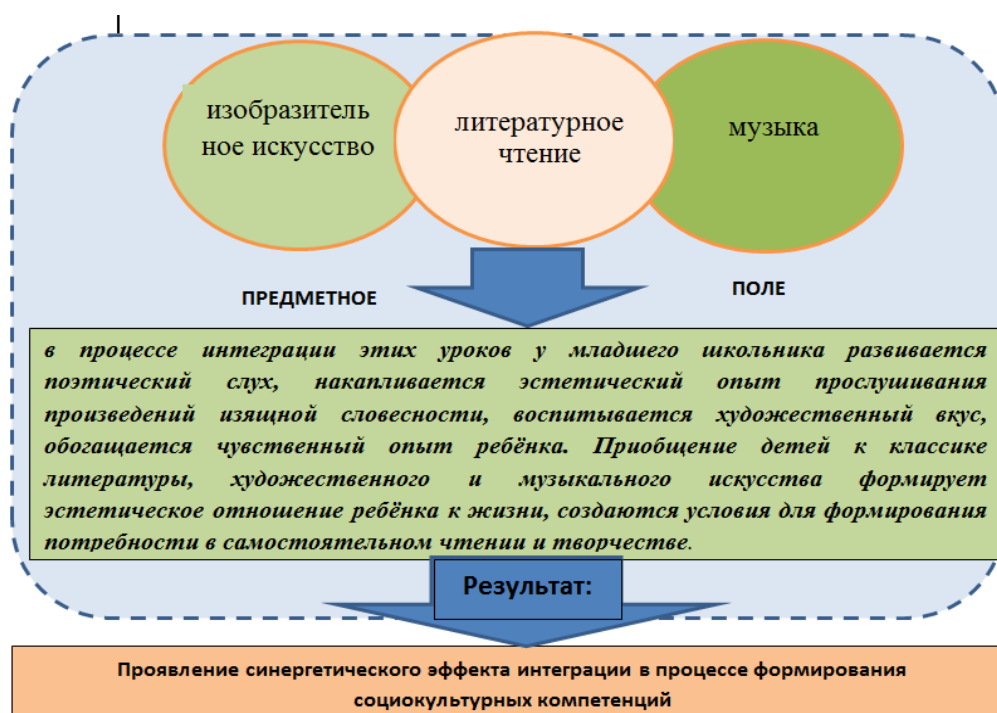 изобразитель
ное искусство
литературное
чтение
музыка
ПРЕДМЕТНОЕ
ПОЛЕ
в процессе интеграции этих уроков у младшего школьника развивается
поэтический слух, накапливается эстетический опыт прослушивания
произведений изящной словесности, воспитывается художественный вкус,
обогащается чувственный опыт ребёнка. Приобщение детей к классике
литературы, художественного и музыкального искусства формирует
эстетическое отношение ребёнка к жизни, создаются условия для формирования
потребности в самостоятельном чтении и творчестве.
Результат:
Проявление синергетического эффекта интеграции в процессе формирования
социокультурных компетенций